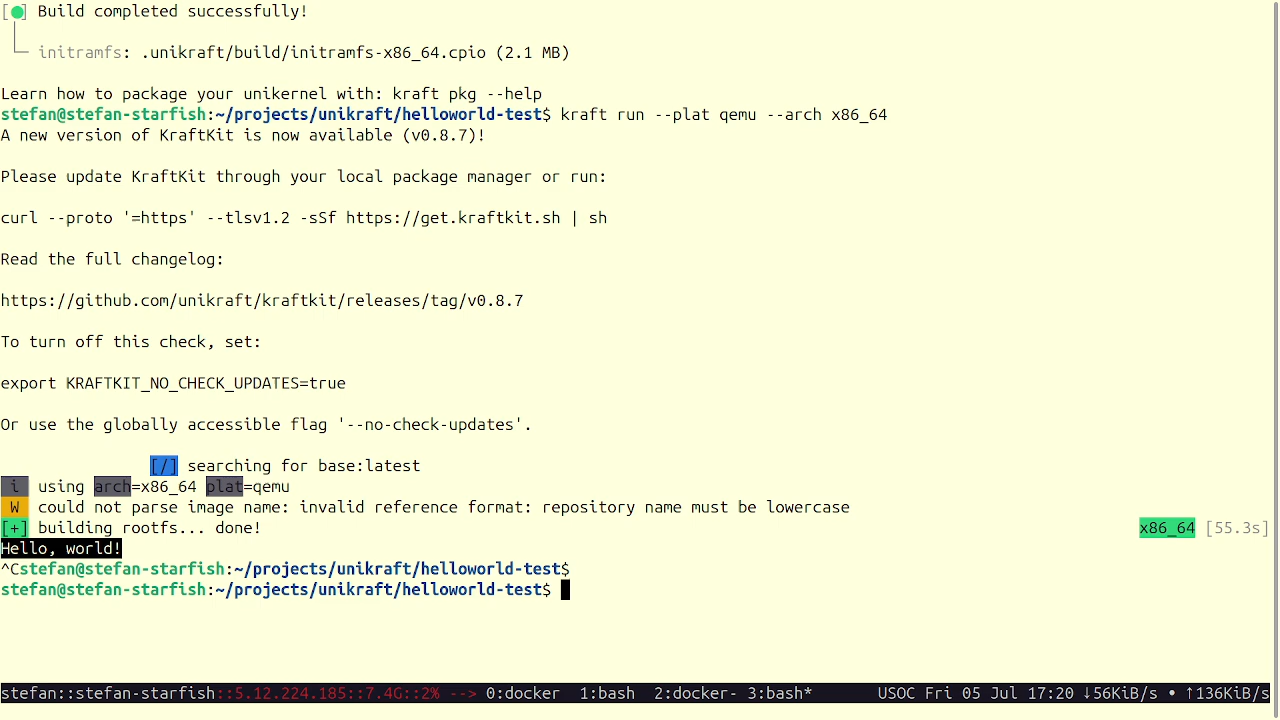 [●] Build completed successfully!
└─ initramfs: .unikraft/build/initramfs-x86_64.cpio (2.1 MB)
Learn how to package your unikernel with: kraft pkg --help
stefan@stefan-starfish:~/projects/unikraft/helloworld-test$ kraft run --plat qemu --arch x86_64
A new version of KraftKit is now available (v0.8.7)!
Please update KraftKit through your local package manager or run:
curl --proto '=https' --tlsv1.2 -sSf https://get.kraftkit.sh | sh
Read the full changelog:
https://github.com/unikraft/kraftkit/releases/tag/v0.8.7
To turn off this check, set:
export KRAFTKIT_NO_CHECK_UPDATES=true
Or use the globally accessible flag '--no-check-updates'.
[/] searching for base:latest
i using arch=x86_64 plat=qemu
W could not parse image name: invalid reference format: repository name must be lowercase
[+] building rootfs... done! x86_64 [55.3s]
Hello, world!
^Cstefan@stefan-starfish:~/projects/unikraft/helloworld-test$
stefan@stefan-starfish:~/projects/unikraft/helloworld-test$
stefan::stefan-starfish::5.12.224.185::7.4G::2% --> 0:docker 1:bash 2:docker- 3:bash* USOC Fri 05 Jul 17:20 ↓56KiB/s • ↑136KiB/s